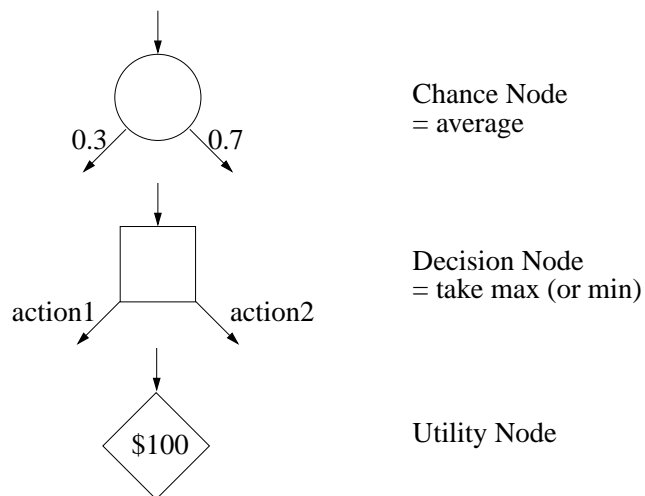 Chance Node
= average
0.3
0.7
Decision Node
= take max (or min)
action1
action2
$100
Utility Node